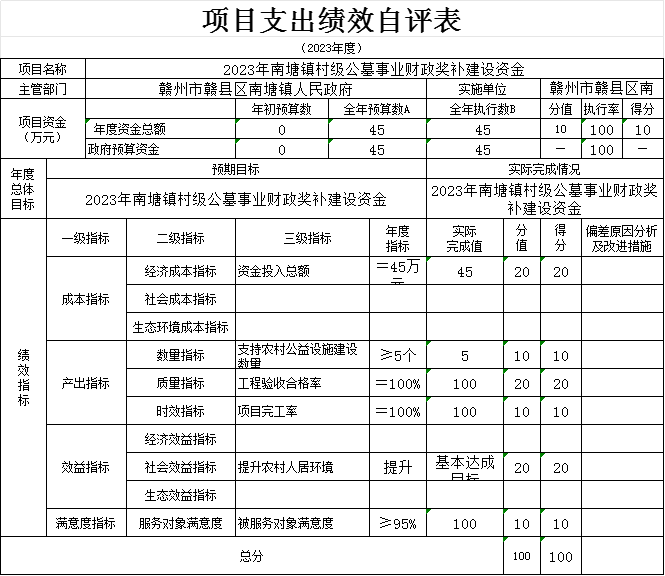 项目支出绩效自评表
（2023年度）
项目名称 2023年南塘镇村级公墓事业财政奖补建设资金
主管部门 赣州市赣县区南塘镇人民政府 实施单位 赣州市赣县区南
项目资金（万元） 年初预算数 全年预算数A 全年执行数B 分值 执行率 得分
年度资金总额 0 45 45 10 100 10
政府预算资金 0 45 45 — 100 —
年度总体目标 预期目标 实际完成情况
2023年南塘镇村级公墓事业财政奖补建设资金 2023年南塘镇村级公墓事业财政奖补建设资金
绩效指标 一级指标 二级指标 三级指标 年度指标 实际完成值 分值 得分 偏差原因分析及改进措施
成本指标 经济成本指标 资金投入总额 ＝45万元 45 20 20
社会成本指标
生态环境成本指标
产出指标 数量指标 支持农村公益设施建设数量 ≥5个 5 10 10
质量指标 工程验收合格率 ＝100% 100 20 20
时效指标 项目完工率 ＝100% 100 10 10
效益指标 经济效益指标
社会效益指标 提升农村人居环境 提升 基本达成目标 20 20
生态效益指标
满意度指标 服务对象满意度 被服务对象满意度 ≥95% 100 10 10
总分 100 100